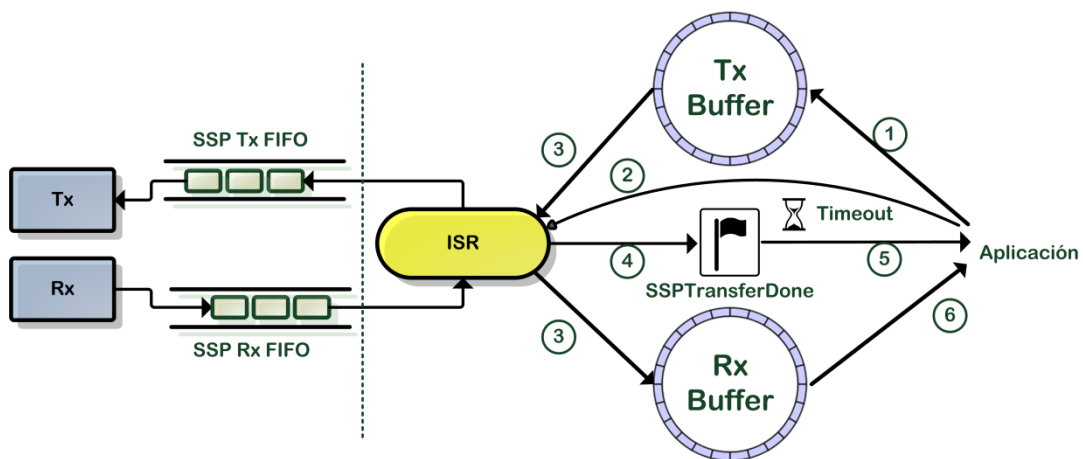 Tx
Buffer
SSP Tx FIFO
1
3
2
Tx
Timeout
ISR
4
5
Aplicación
Rx
SSPTransferDone
6
3
SSP Rx FIFO
Rx
Buffer